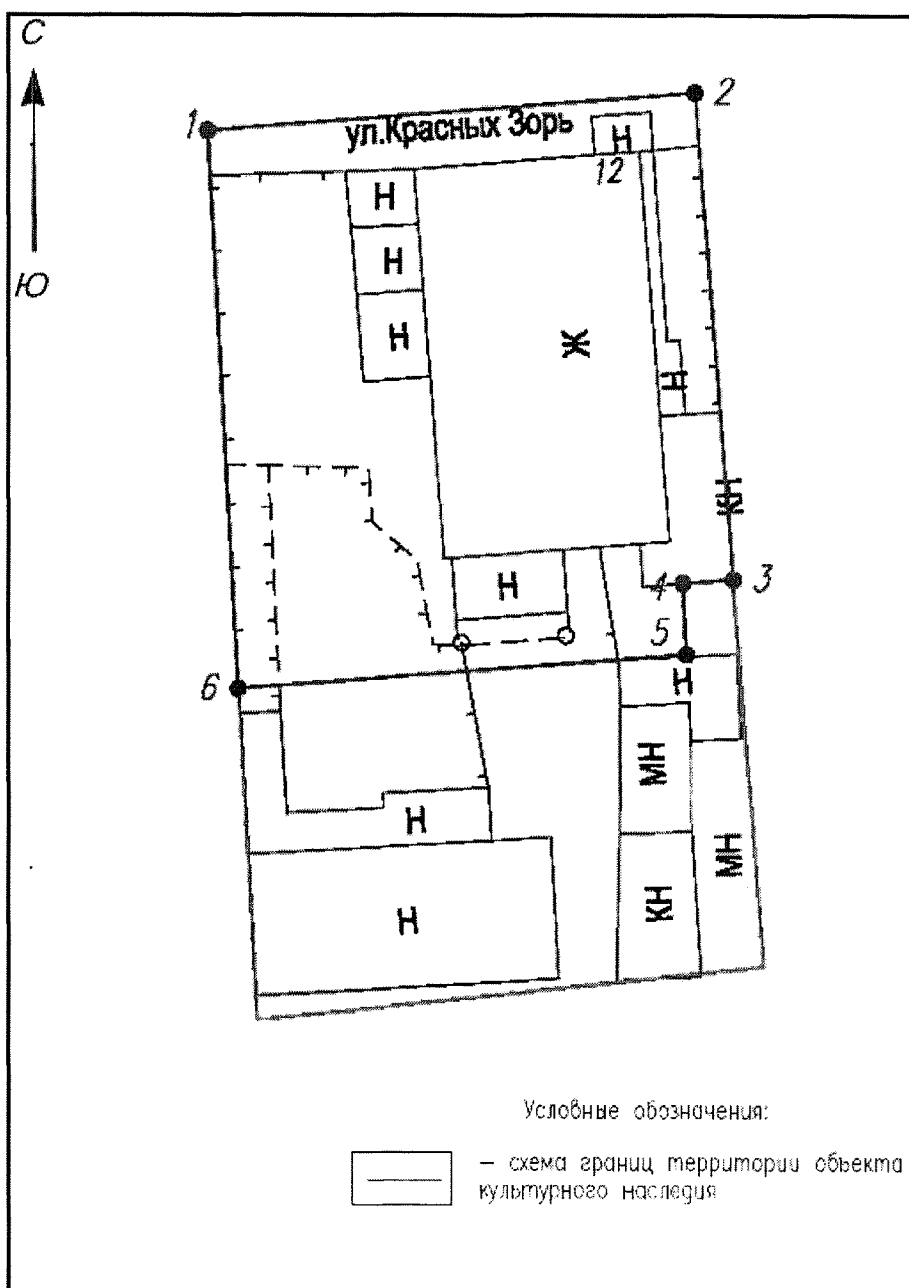 С
1
2
ул.Красных Зорь
Н
12
Н
Ю
Н
Н
Ж
Н
КН
Н
4
3
5
6
Н
МН
Н
МН
КН
Н
Условные обозначения:
– схема границ территории объекта
культурного наследия